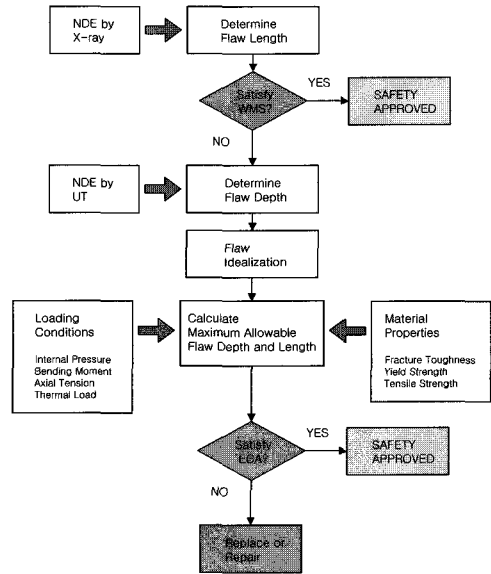 NDE by
X-ray
Determine
Flaw Length
Satisfy
WMS?
YES
SAFETY
APPROVED
NO
NDE by
UT
Determine
Flaw Depth
Flaw
Idealization
Loading
Conditions
Internal Pressure
Bending Moment
Axial Tension
Thermal Load
Calculate
Maximum Allowable
Flaw Depth and Length
Material
Properties
Fracture Toughness
Yield Strength
Tensile Strength
Satisfy
ECA?
YES
SAFETY
APPROVED
NO
Replace or
Repair